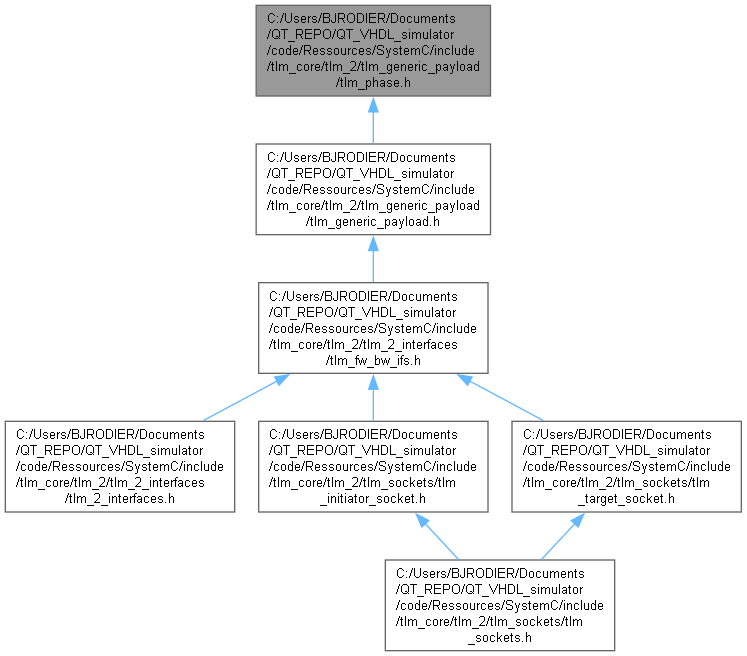 C:/Users/BJRODIER/Documents
/QT_REPO/QT_VHDL_simulator
/code/Ressources/SystemC/include
/tlm_core/tlm_2/tlm_generic_payload
/tlm_phase.h
C:/Users/BJRODIER/Documents
/QT_REPO/QT_VHDL_simulator
/code/Ressources/SystemC/include
/tlm_core/tlm_2/tlm_generic_payload
/tlm_generic_payload.h
C:/Users/BJRODIER/Documents
/QT_REPO/QT_VHDL_simulator
/code/Ressources/SystemC/include
/tlm_core/tlm_2/tlm_2_interfaces
/tlm_fw_bw_ifs.h
C:/Users/BJRODIER/Documents
/QT_REPO/QT_VHDL_simulator
/code/Ressources/SystemC/include
/tlm_core/tlm_2/tlm_2_interfaces
/tlm_2_interfaces.h
C:/Users/BJRODIER/Documents
/QT_REPO/QT_VHDL_simulator
/code/Ressources/SystemC/include
/tlm_core/tlm_2/tlm_sockets/tlm
_initiator_socket.h
C:/Users/BJRODIER/Documents
/QT_REPO/QT_VHDL_simulator
/code/Ressources/SystemC/include
/tlm_core/tlm_2/tlm_sockets/tlm
_target_socket.h
C:/Users/BJRODIER/Documents
/QT_REPO/QT_VHDL_simulator
/code/Ressources/SystemC/include
/tlm_core/tlm_2/tlm_sockets/tlm
_sockets.h